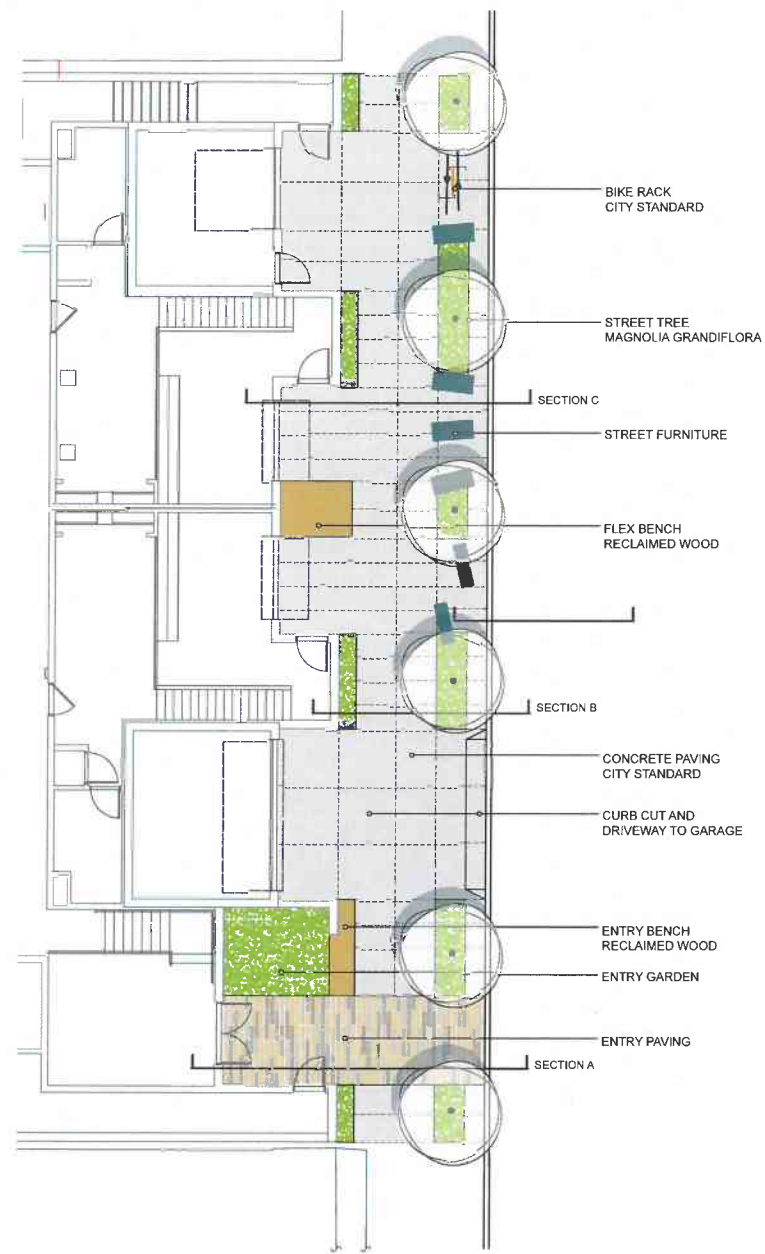 BIKE RACK
CITY STANDARD
STREET TREE
MAGNOLIA GRANDIFLORA
SECTION C
STREET FURNITURE
FLEX BENCH
RECLAIMED WOOD
SECTION B
CONCRETE PAVING
CITY STANDARD
CURB CUT AND
DRIVEWAY TO GARAGE
ENTRY BENCH
RECLAIMED WOOD
ENTRY GARDEN
ENTRY PAVING
SECTION A